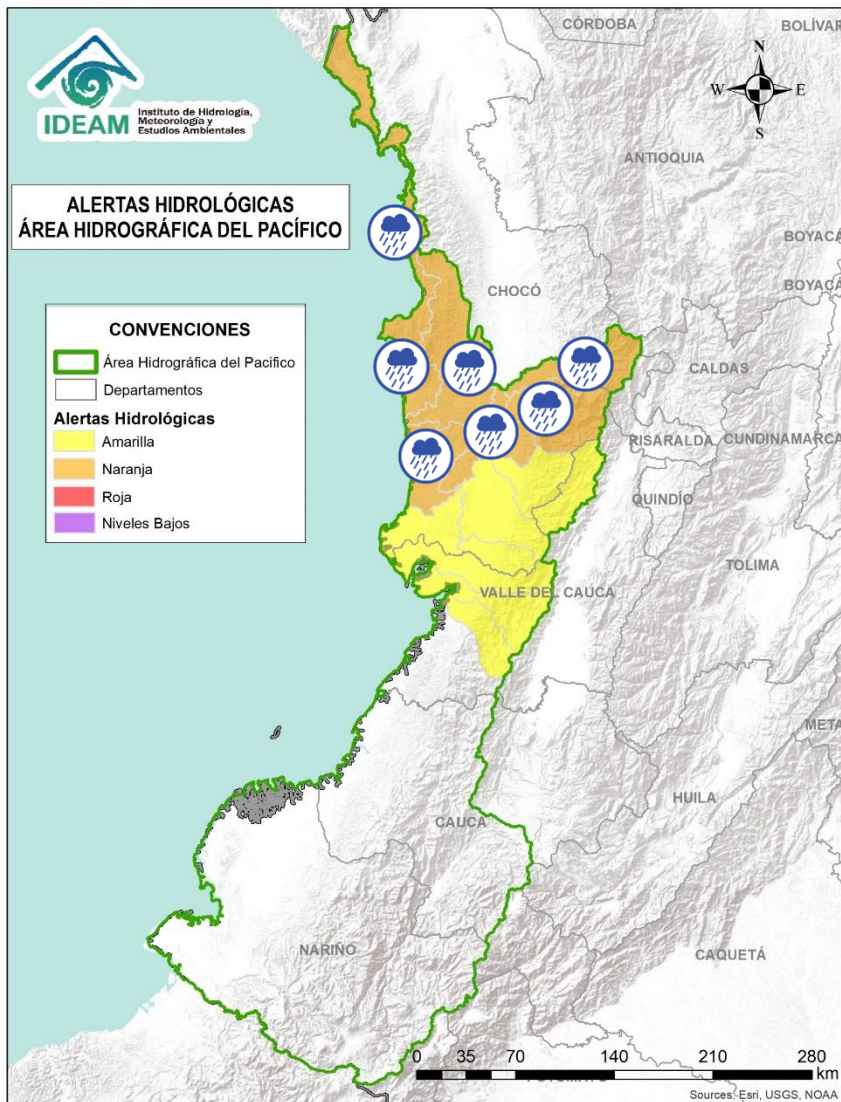 CÓRDOBA
BOLÍVAR
IDEAM
Instituto de Hidrología,
Meteorología y
Estudios Ambientales
N
W
E
S
ANTIOQUIA
ALERTAS HIDROLÓGICAS
ÁREA HIDROGRÁFICA DEL PACÍFICO
BOYACÁ
BOYACÁ
CHOCÓ
CONVENCIONES
Área Hidrográfica del Pacifico
Departamentos
Alertas Hidrológicas
Amarilla
Naranja
Roja
Niveles Bajos
CALDAS
RISARALDA
CUNDINAMARCA
QUINDÍO
TOLIMA
VALLE DEL CAUCA
META
HUILA
CAUCA
NARIÑO
CAQUETÁ
0 35 70 140 210 280
km
Sources: Esri, USGS, NOAA